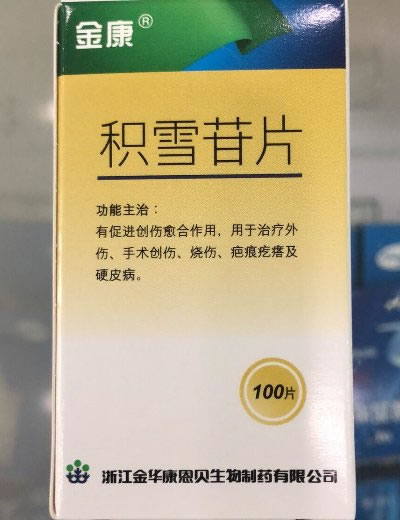 金康®
积雪苷片
功能主治：
有促进创伤愈合作用，用于治疗外
伤、手术创伤、烧伤、疤痕疙瘩及
硬皮病。
100片
浙江金华康恩贝生物制药有限公司